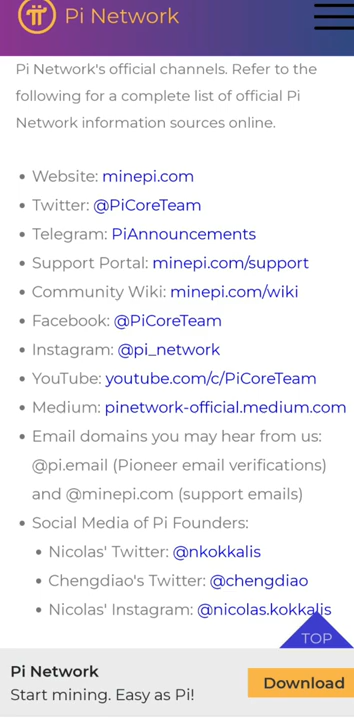 Pi Network
Pi Network's official channels. Refer to the
following for a complete list of official Pi
Network information sources online.
• Website: minepi.com
• Twitter: @PiCoreTeam
• Telegram: PiAnnouncements
• Support Portal: minepi.com/support
• Community Wiki: minepi.com/wiki
• Facebook: @PiCoreTeam
• Instagram: @pi_network
• YouTube: youtube.com/c/PiCoreTeam
• Medium: pinetwork-official.medium.com
• Email domains you may hear from us:
@pi.email (Pioneer email verifications)
and @minepi.com (support emails)
• Social Media of Pi Founders:
• Nicolas' Twitter: @nkokkalis
• Chengdiao's Twitter: @chengdiao
• Nicolas' Instagram: @nicolas.kokkalis
TOP
Pi Network
Start mining. Easy as Pi!
Download